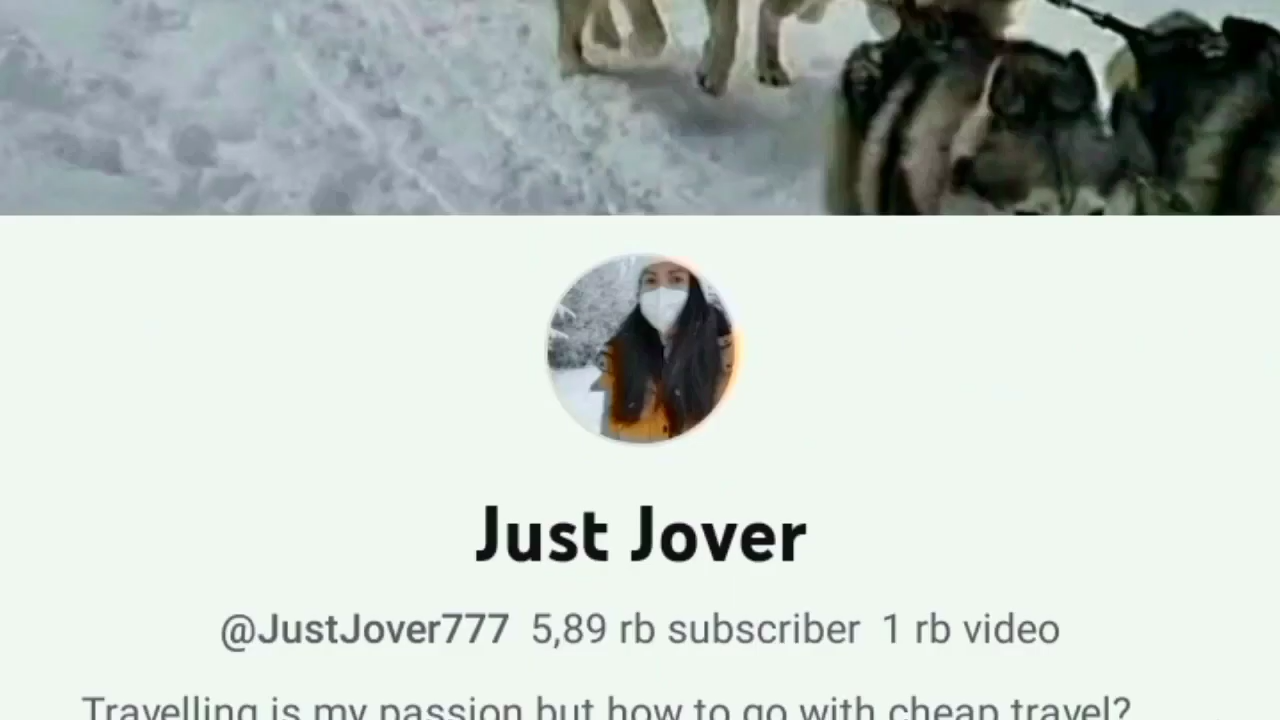 Just Jover
@JustJover777 5,89 rb subscriber 1 rb video
Travelling is my passion but how to go with cheap travel?